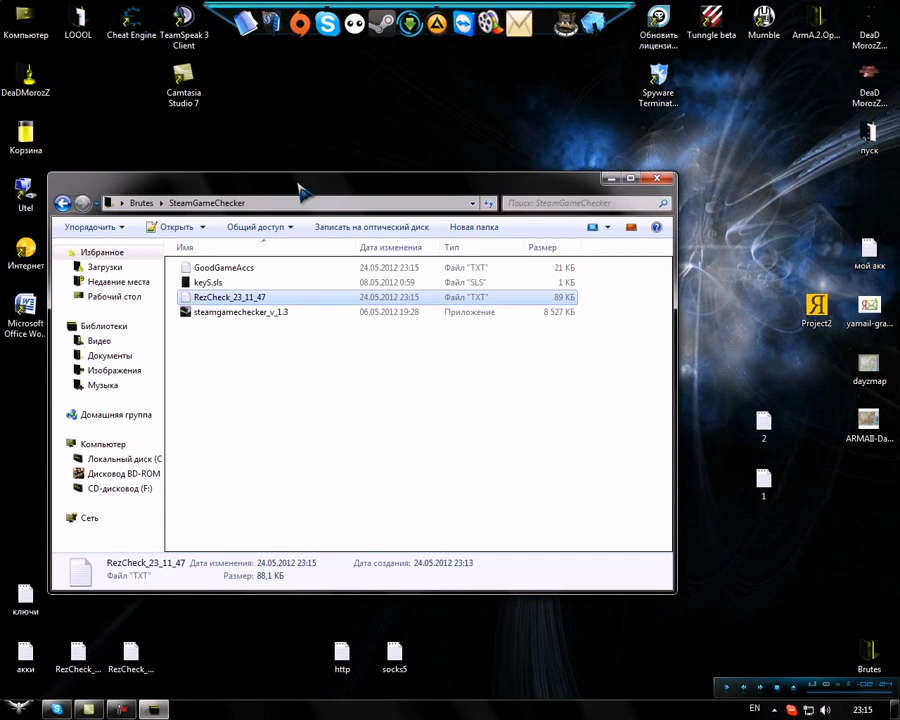 Компьютер
LOOOL
Cheat Engine
TeamSpeak 3
Client
Обновить
лицензи...
Tunngle beta
Mumble
ArmA.2.Op...
DeaD
MorozZ...
DeaDMorozZ
Camtasia
Studio 7
Spyware
Terminat...
DeaD
MorozZ...
Корзина
пуск
Utel
Brutes
SteamGameChecker
Поиск: SteamGameChecker
Упорядочить
Открыть
Общий доступ
Записать на оптический диск
Новая папка
Избранное
Загрузки
Недавние места
Рабочий стол
Библиотеки
Видео
Документы
Изображения
Музыка
Домашняя группа
Компьютер
Локальный диск (C
Дисковод BD-ROM
CD-дисковод (F:)
Сеть
Имя
Дата изменения
Тип
Размер
GoodGameAccs
24.05.2012 23:15
Файл "TXT"
21 КБ
keyS.sls
08.05.2012 0:59
Файл "SLS"
1 КБ
RezCheck_23_11_47
24.05.2012 23:15
Файл "TXT"
89 КБ
steamgamechecker_v_1.3
06.05.2012 19:28
Приложение
8 527 КБ
RezCheck_23_11_47
Дата изменения: 24.05.2012 23:15
Дата создания: 24.05.2012 23:13
Файл "TXT"
Размер: 88,1 КБ
Интернет
мой акк
Microsoft
Office Wo...
Я
Project2
yamail-gra...
dayzmap
2
ARMAII-Da...
1
ключи
акки
RezCheck_...
RezCheck_...
http
socks5
Brutes
EN
23:15